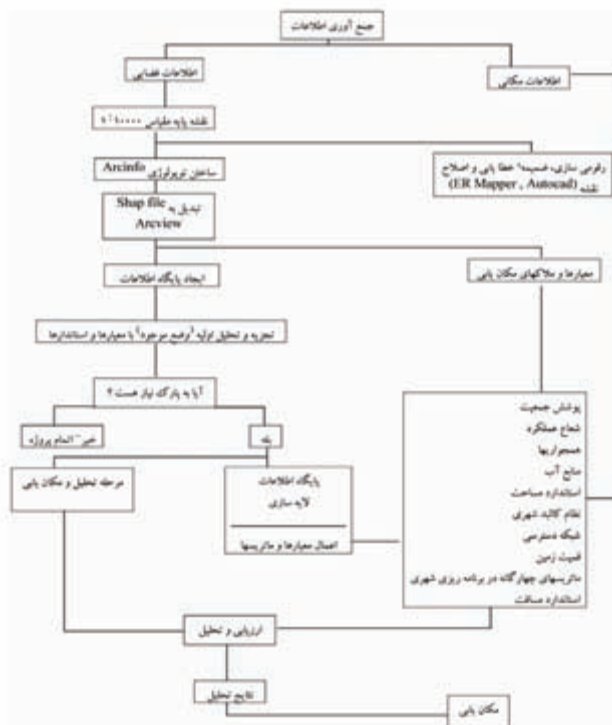 جمع آوری اطلاعات
اطلاعات مکانی
اطلاعات فضایی
نقشه پایه مقیاس ۱:۱۰۰۰۰
رقومی سازی، ضمیمه، خطا یابی و اصلاح
نقشه (ER Mapper , Autocad)
ساختن توپولوژی Arcinfo
تبدیل به Shap file
Arcview
معیارها و ملاکهای مکان یابی
ایجاد پایگاه اطلاعات
تجزیه و تحلیل اولیه (وضع موجود) با معیارها و استانداردها
آیا به پارک نیاز هست؟
بله
خیر- اتمام پروژه
پوشش جمعیت
شعاع عملکرد
همجواریها
منابع آب
استاندارد مساحت
نظام کالبد شهری
شبکه دسترسی
قمیت زمین
ماتریسهای چهارگانه در برنامه ریزی شهری
استاندارد مسافت
پایگاه اطلاعات
لایه سازی
اعمال معیارها و ماتریسها
مرحله تحلیل و مکان یابی
ارزیابی و تحلیل
نتایج تحلیل
مکان یابی